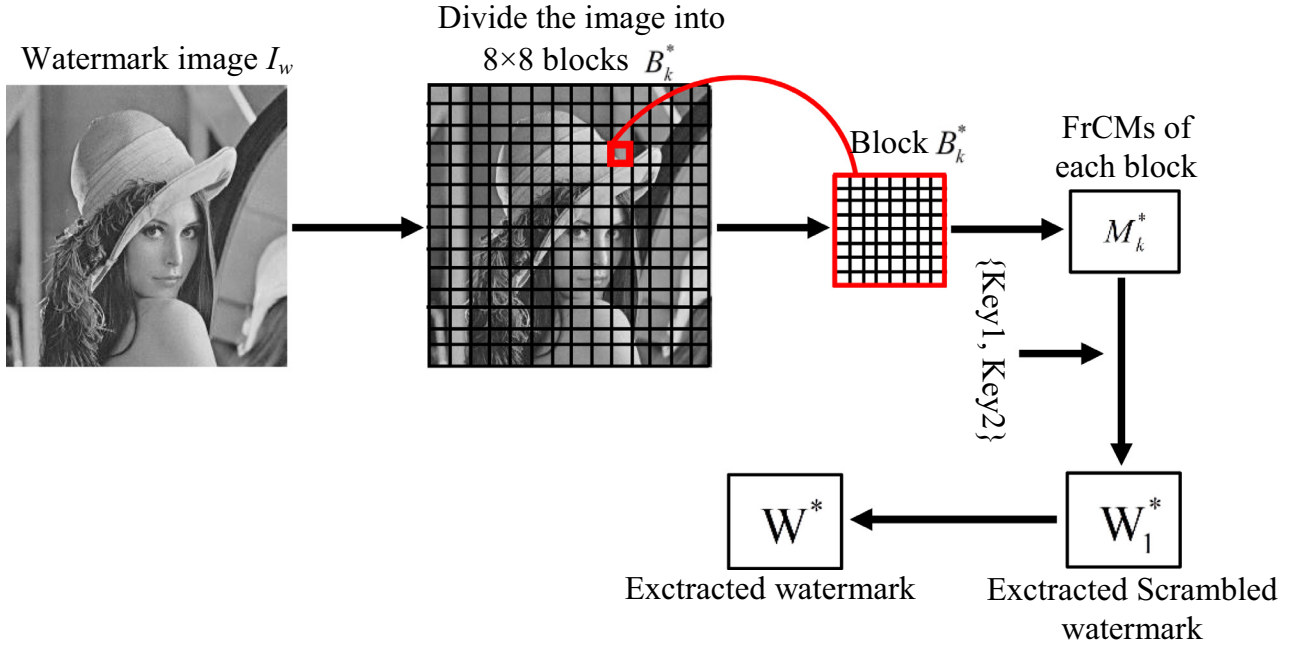 Watermark image I_w
Divide the image into
8×8 blocks B_k^*
Block B_k^*
FrCMs of
each block
M_k^*
{Key1, Key2}
W_1^*
Exctracted Scrambled
watermark
W^*
Exctracted watermark